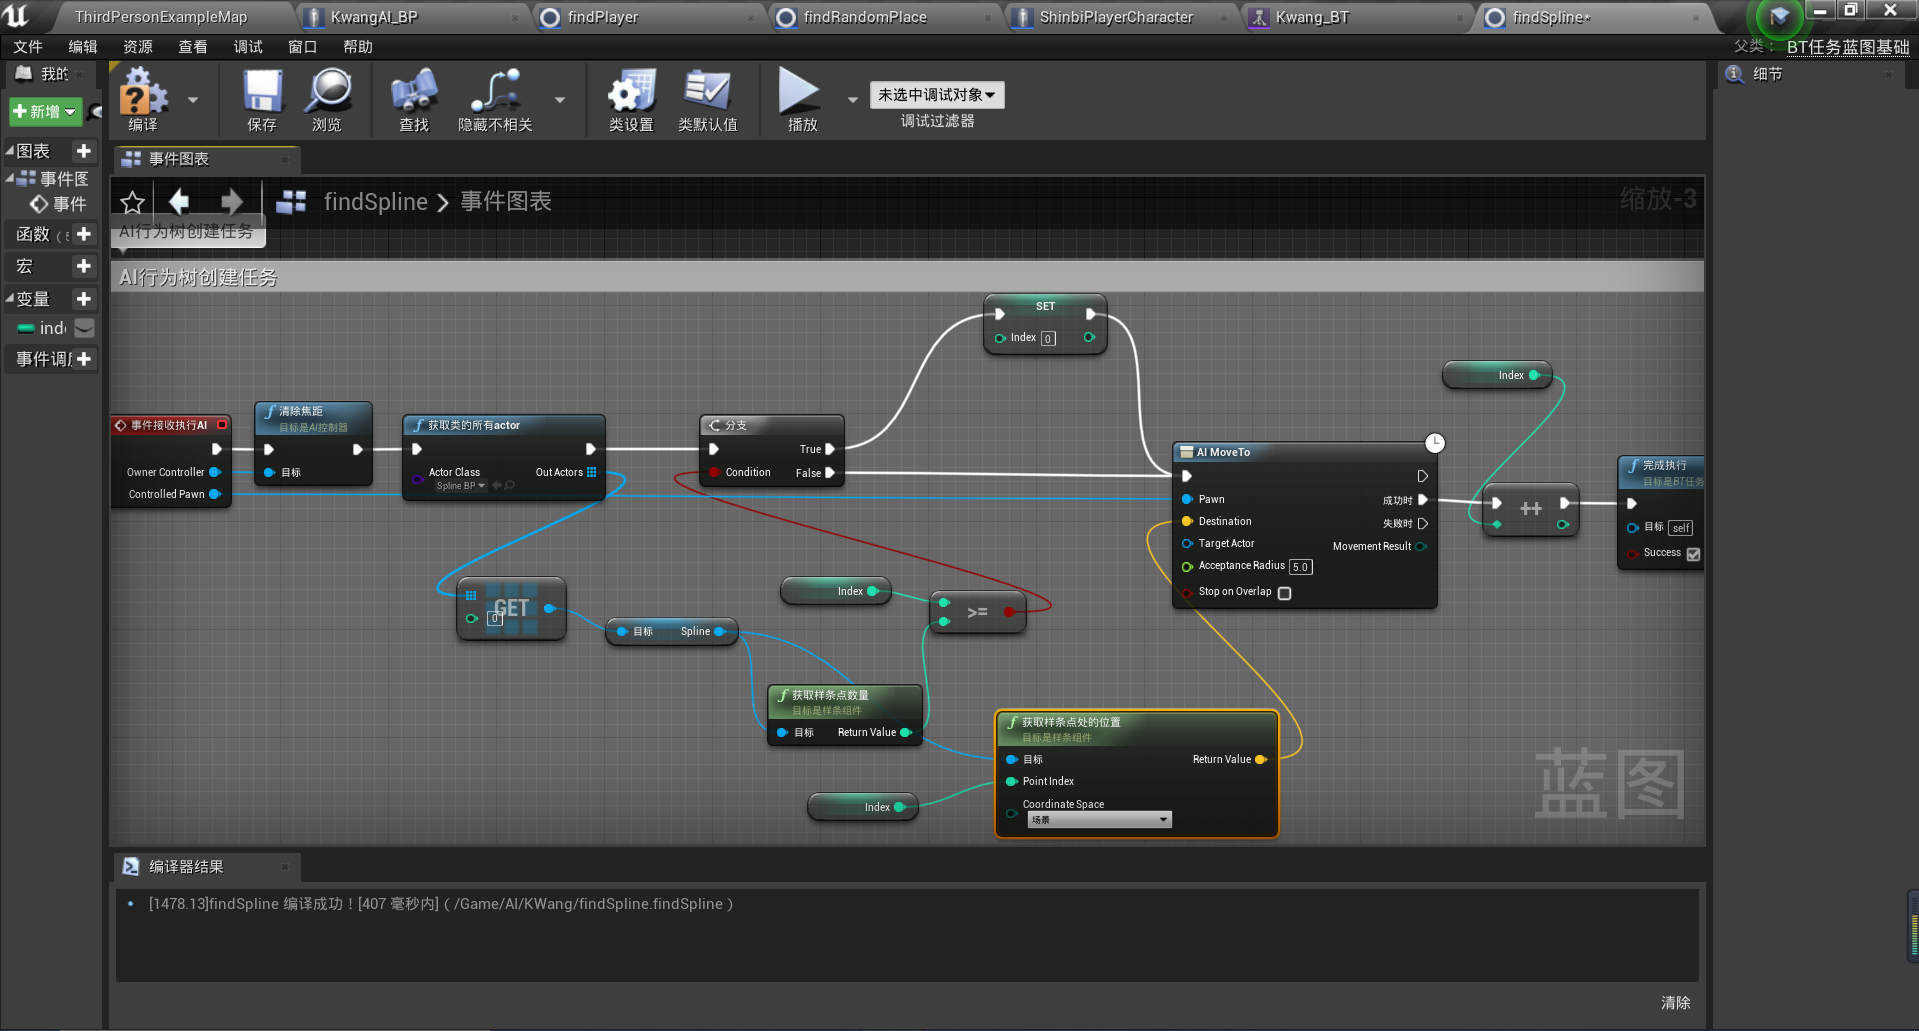 ThirdPersonExampleMap
KwangAI_BP
findPlayer
findRandomPlace
ShinbiPlayerCharacter
Kwang_BT
findSpline*
文件 编辑 资源 查看 调试 窗口 帮助
父类： BT任务蓝图基础
我的
新增
编译
保存
浏览
查找
隐藏不相关
类设置
类默认值
播放
未选中调试对象
调试过滤器
细节
图表
事件图
事件
函数
宏
变量
事件图表
findSpline > 事件图表
缩放-3
AI行为树创建任务
AI行为树创建任务
SET
Index 0
Index
事件接收执行AI
Owner Controller
Controlled Pawn
清除焦距
目标是AI控制器
目标
获取类的所有actor
Actor Class
Spline BP
Out Actors
分支
True
Condition
False
AI MoveTo
Pawn
成功时
Destination
失败时
Target Actor
Movement Result
Acceptance Radius 5.0
Stop on Overlap
++
完成执行
目标是BT任务
目标 self
Success
GET
0
目标 Spline
Index
>=
获取样条点数量
目标是样条组件
目标 Return Value
获取样条点处的位置
目标是样条组件
目标 Return Value
Point Index
Coordinate Space
场景
Index
蓝图
编译器结果
[1478.13]findSpline 编译成功！[407 毫秒内] ( /Game/AI/KWang/findSpline.findSpline )
清除